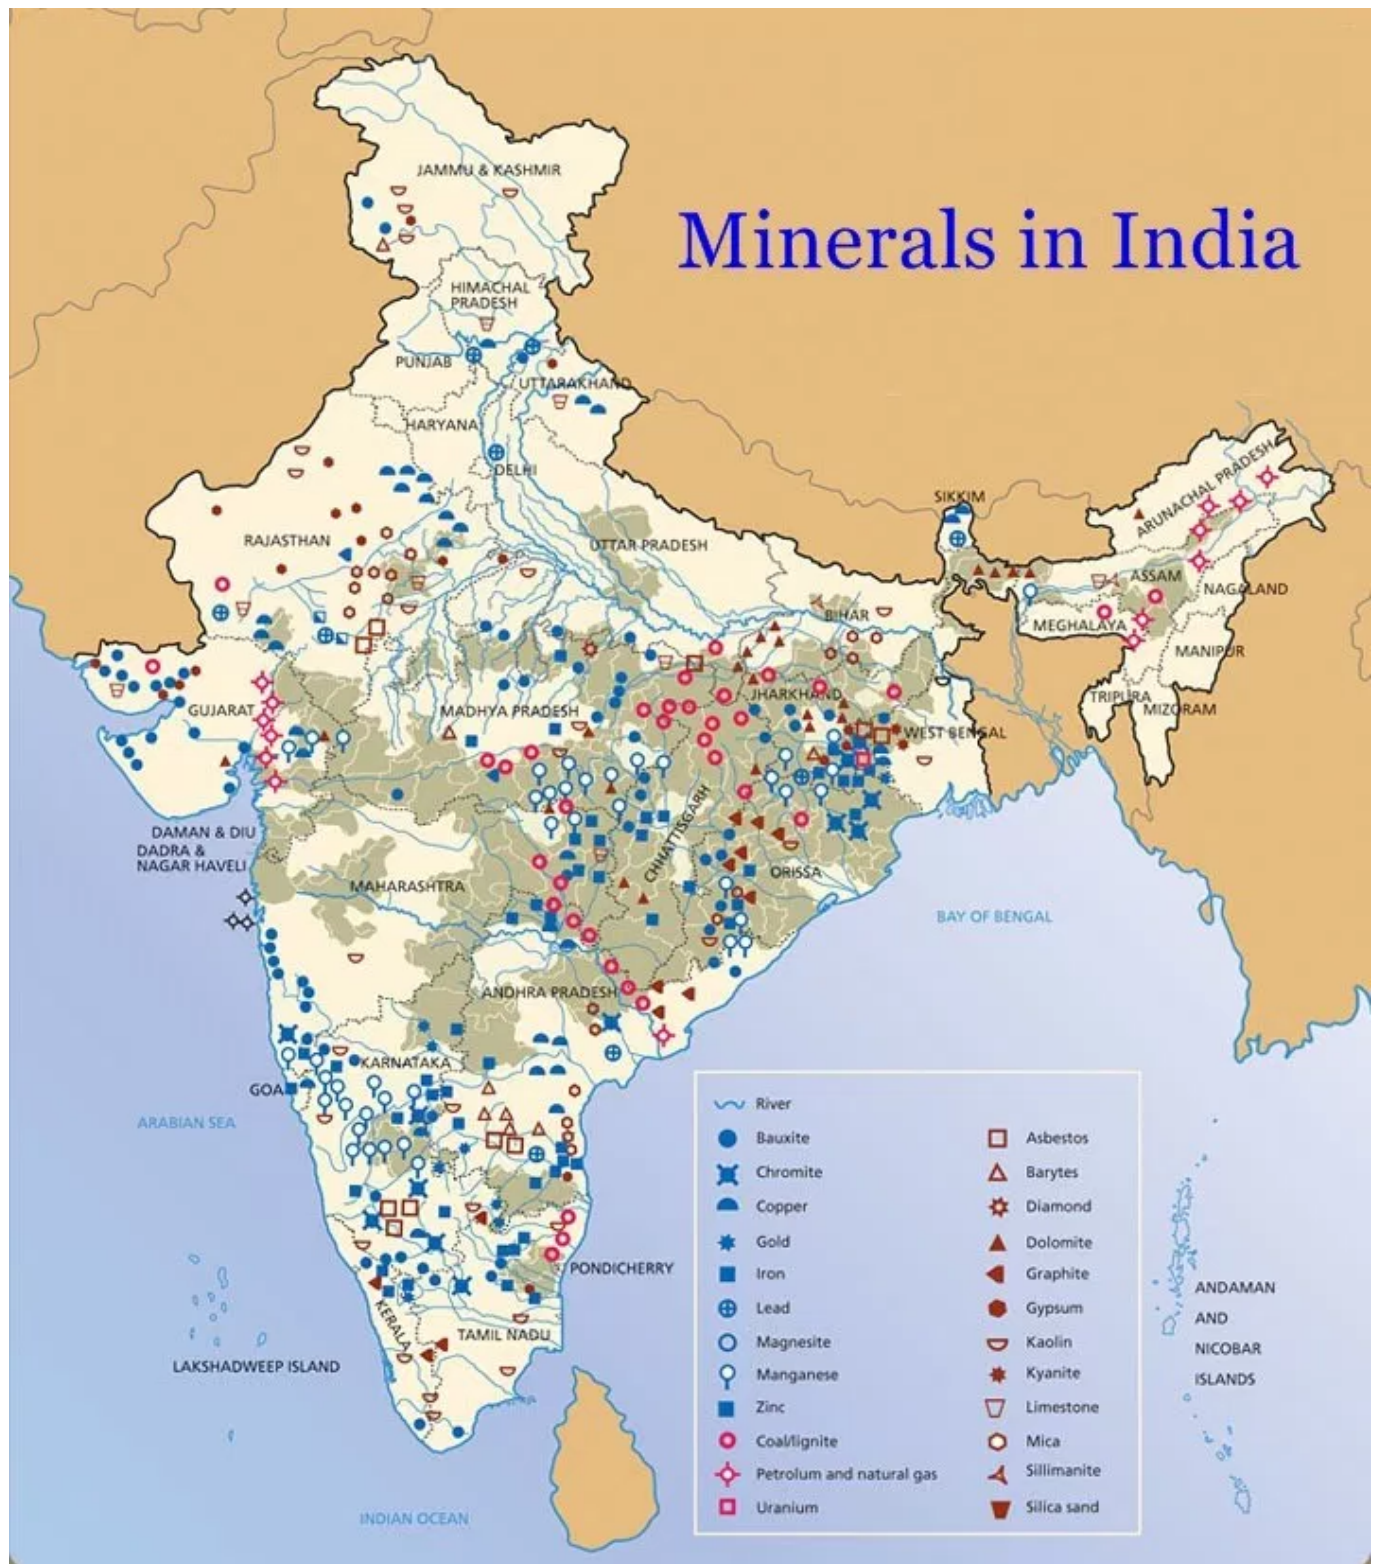 Minerals in India
JAMMU & KASHMIR
HIMACHAL
PRADESH
PUNJAB
UTTARAKHAND
HARYANA
DELHI
RAJASTHAN
UTTAR PRADESH
SIKKIM
ARUNACHAL PRADESH
ASSAM
NAGALAND
BIHAR
MEGHALAYA
MANIPUR
TRIPURA
MIZORAM
GUJARAT
MADHYA PRADESH
JHARKHAND
WEST BENGAL
DAMAN & DIU
DADRA &
NAGAR HAVELI
CHHATTISGARH
MAHARASHTRA
ORISSA
BAY OF BENGAL
ANDHRA PRADESH
KARNATAKA
GOA
ARABIAN SEA
PONDICHERRY
KERALA
TAMIL NADU
LAKSHADWEEP ISLAND
INDIAN OCEAN
ANDAMAN
AND
NICOBAR
ISLANDS
River
Bauxite
Chromite
Copper
Gold
Iron
Lead
Magnesite
Manganese
Zinc
Coal/lignite
Petrolum and natural gas
Uranium
Asbestos
Barytes
Diamond
Dolomite
Graphite
Gypsum
Kaolin
Kyanite
Limestone
Mica
Sillimanite
Silica sand